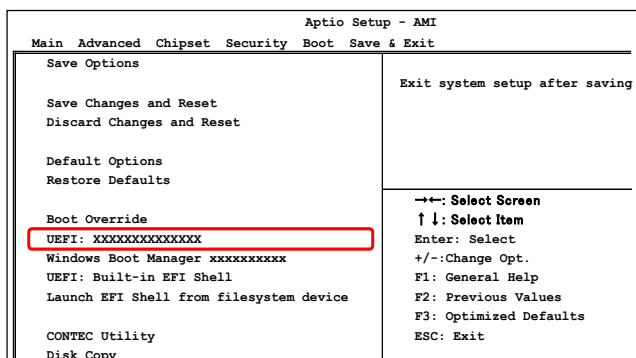 Aptio Setup - AMI
Main Advanced Chipset Security Boot Save & Exit
Save Options
Save Changes and Reset
Discard Changes and Reset
Default Options
Restore Defaults
Boot Override
UEFI: XXXXXXXXXXXXXX
Windows Boot Manager xxxxxxxxxx
UEFI: Built-in EFI Shell
Launch EFI Shell from filesystem device
CONTEC Utility
Disk Copy
Exit system setup after saving
→←: Select Screen
↑↓: Select Item
Enter: Select
+/-:Change Opt.
F1: General Help
F2: Previous Values
F3: Optimized Defaults
ESC: Exit